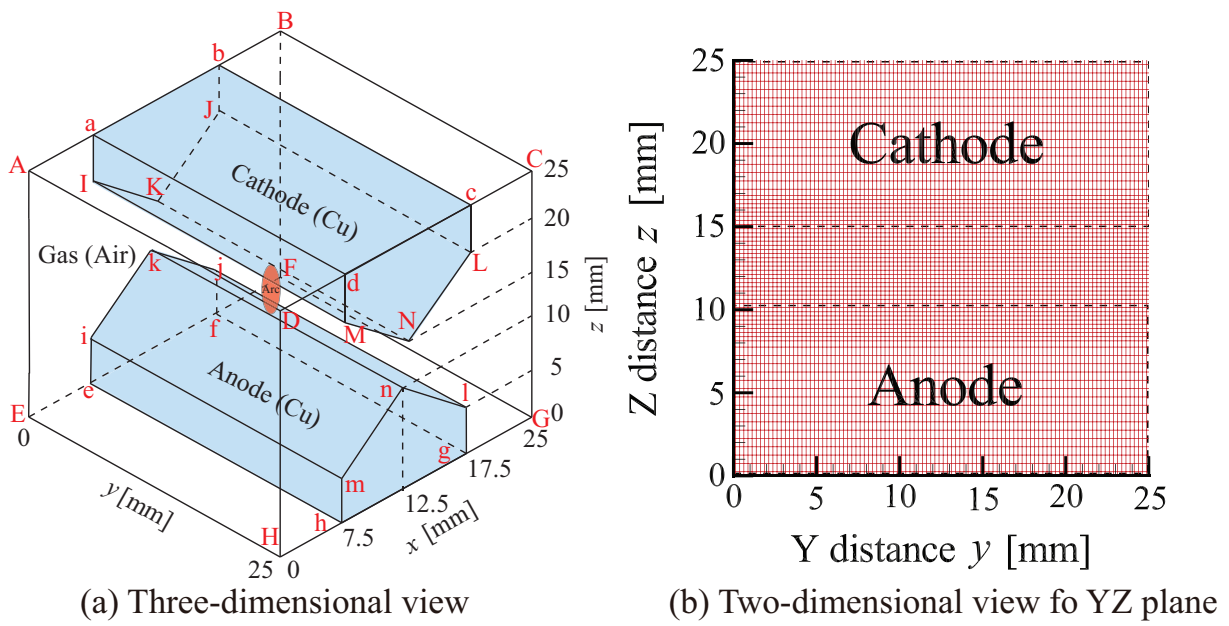 B
b
J
a
A
C
I
K
Cathode (Cu)
c
25
20
L
Gas (Air)
k
j
F
Arc
d
15
z [mm]
D
M
N
10
f
i
Anode (Cu)
n
l
5
e
E
0
G
0
25
g
17.5
m
12.5
y [mm]
x [mm]
H
h
7.5
25
0
(a) Three-dimensional view
25
20
15
10
5
0
Z distance z [mm]
Cathode
Anode
0
5
10
15
20
25
Y distance y [mm]
(b) Two-dimensional view fo YZ plane